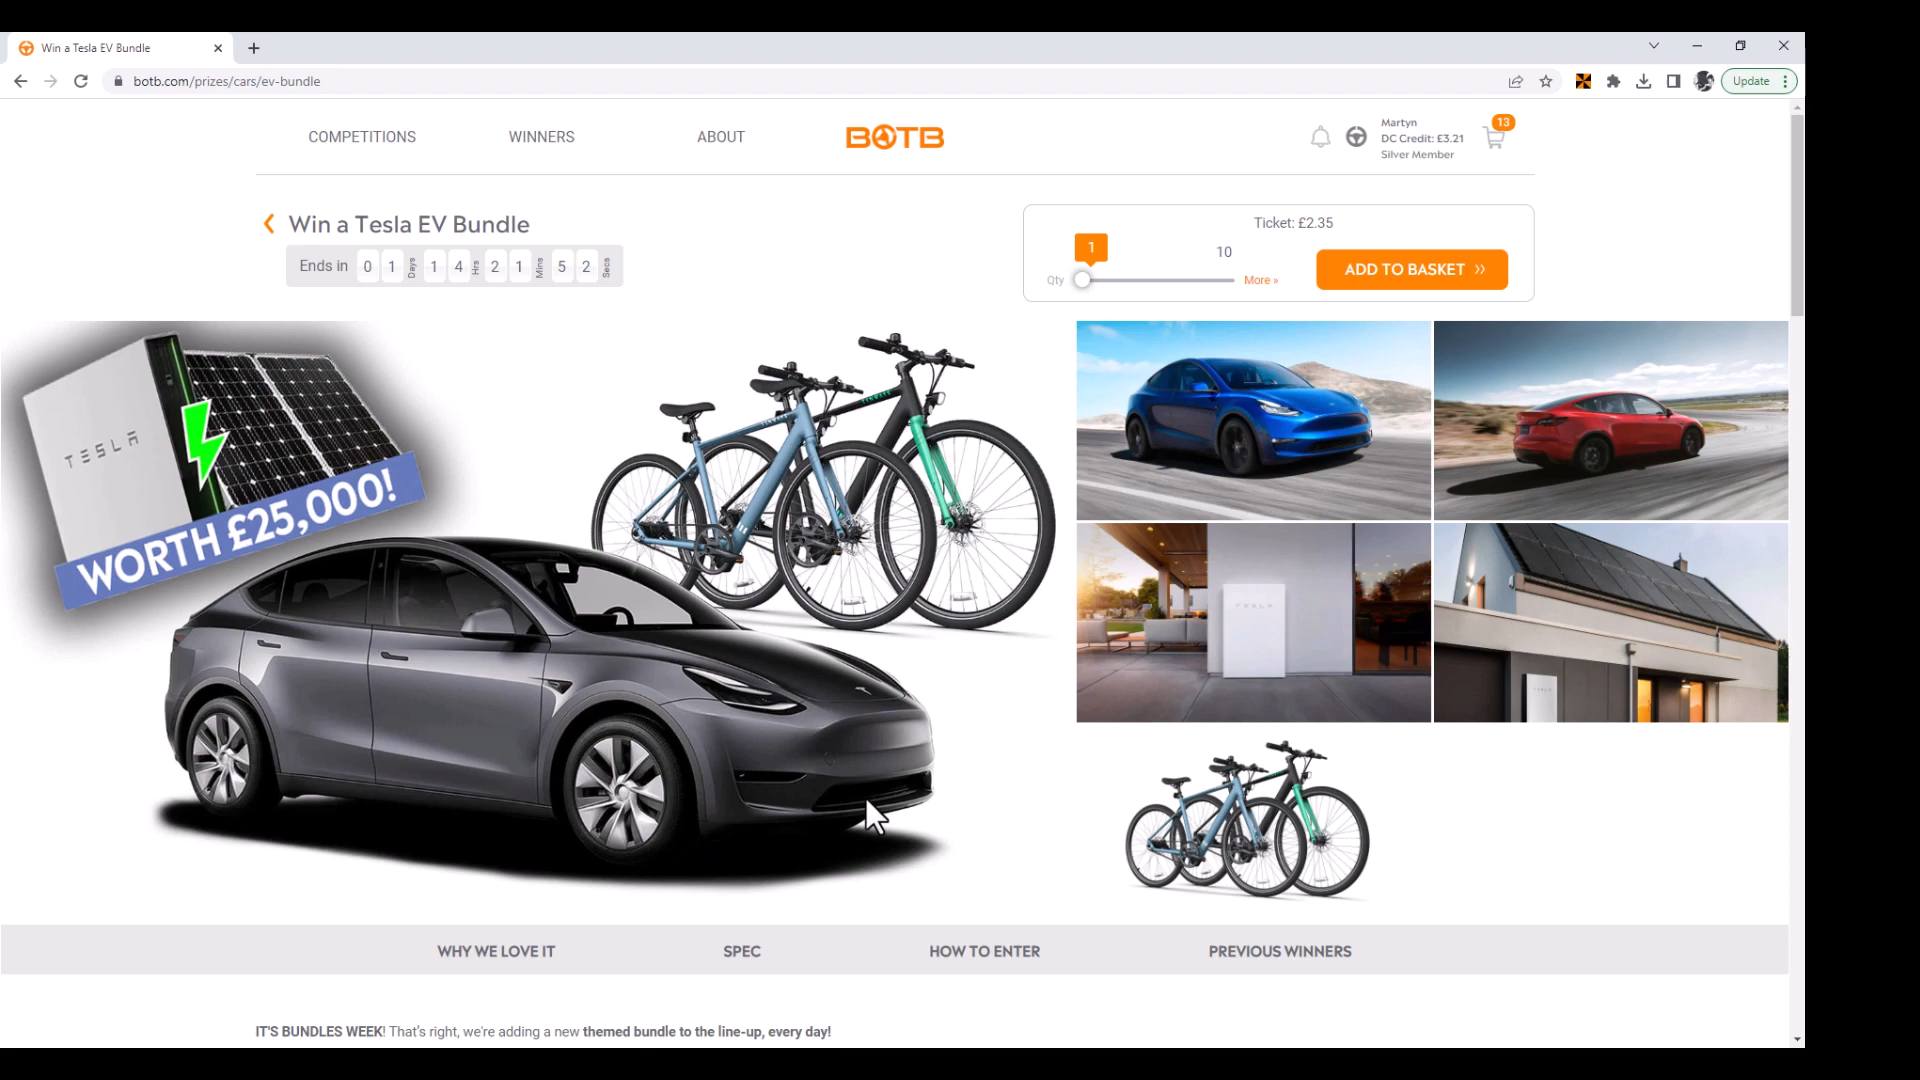 Win a Tesla EV Bundle
botb.com/prizes/cars/ev-bundle
Update
COMPETITIONS
WINNERS
ABOUT
BOTB
Martyn
DC Credit: £3.21
Silver Member
13
Win a Tesla EV Bundle
Ends in 0 1 Days 1 4 Hrs 2 1 Mins 5 2 Secs
Ticket: £2.35
1
10
Qty
More »
ADD TO BASKET »
TESLA
WORTH £25,000!
TESLA
TESLA
WHY WE LOVE IT
SPEC
HOW TO ENTER
PREVIOUS WINNERS
IT'S BUNDLES WEEK! That's right, we're adding a new themed bundle to the line-up, every day!